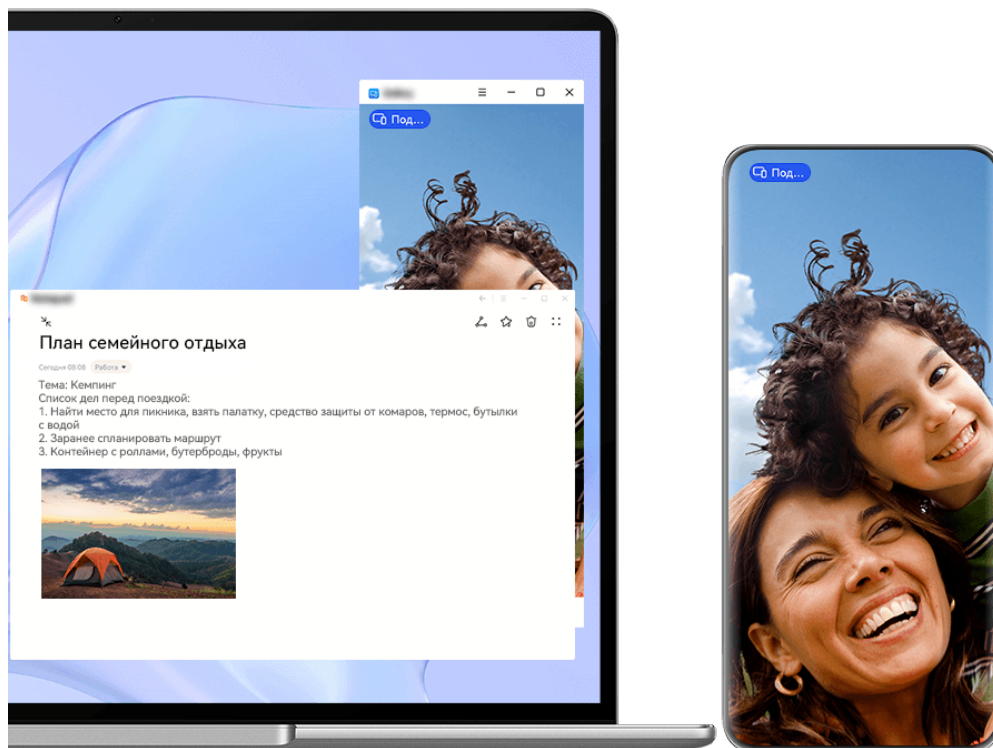 Под...
Под...
План семейного отдыха
Сегодня 08:08 Работа
Тема: Кемпинг
Список дел перед поездкой:
1. Найти место для пикника, взять палатку, средство защиты от комаров, термос, бутылки
с водой
2. Заранее спланировать маршрут
3. Контейнер с роллами, бутерброды, фрукты